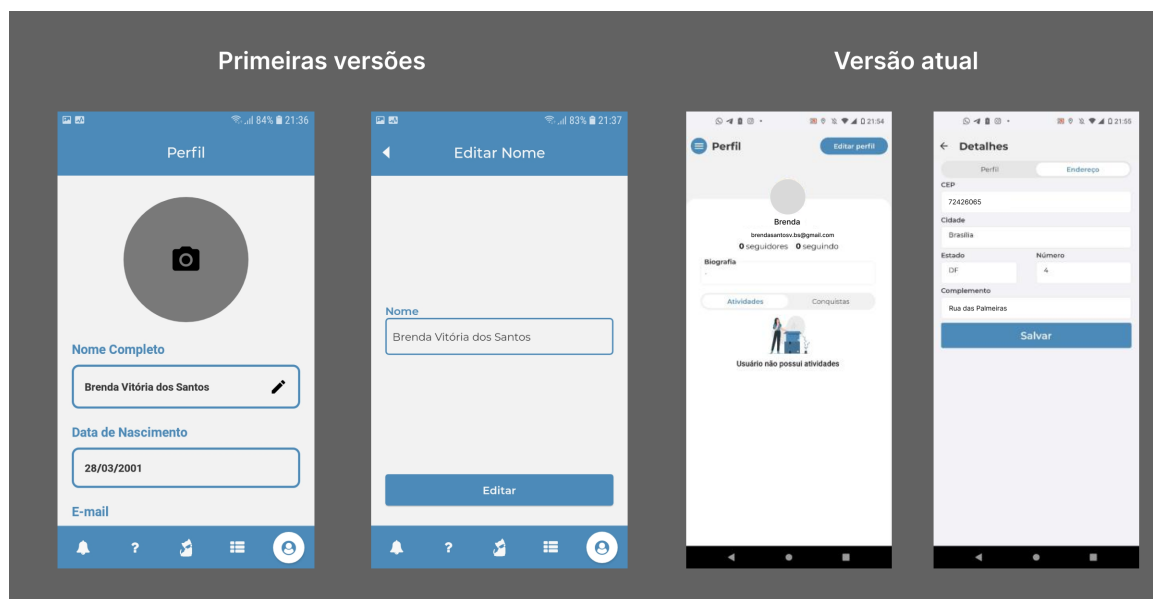 Primeiras versões
Versão atual
84% 21:36
Perfil
Nome Completo
Brenda Vitória dos Santos
Data de Nascimento
28/03/2001
E-mail
?
83% 21:37
Editar Nome
Nome
Brenda Vitória dos Santos
Editar
?
21:54
Perfil
Editar perfil
Brenda
brendasantosv.bs@gmail.com
0 seguidores 0 seguindo
Biografia
-
Atividades Conquistas
Usuário não possui atividades
21:55
Detalhes
Perfil Endereço
CEP
72426065
Cidade
Brasília
Estado Número
DF 4
Complemento
Rua das Palmeiras
Salvar